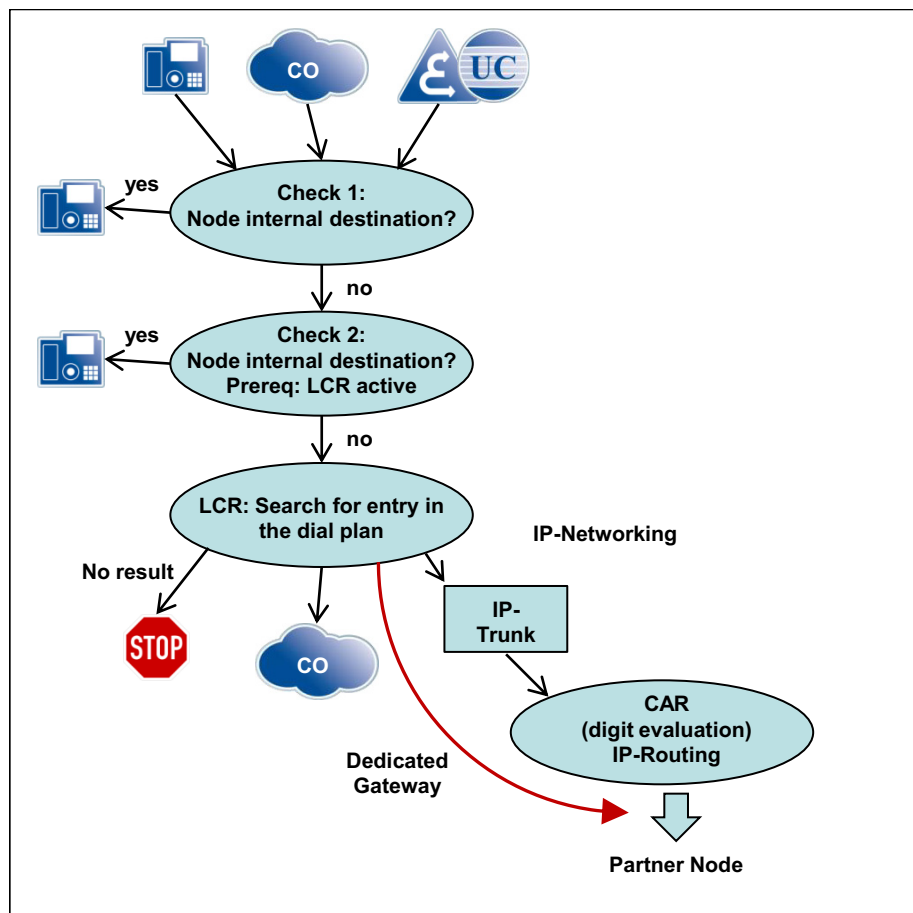 CO
UC
Check 1:
Node internal destination?
yes
no
Check 2:
Node internal destination?
Prereq: LCR active
yes
no
LCR: Search for entry in
the dial plan
IP-Networking
No result
STOP
CO
IP-
Trunk
CAR
(digit evaluation)
IP-Routing
Dedicated
Gateway
Partner Node